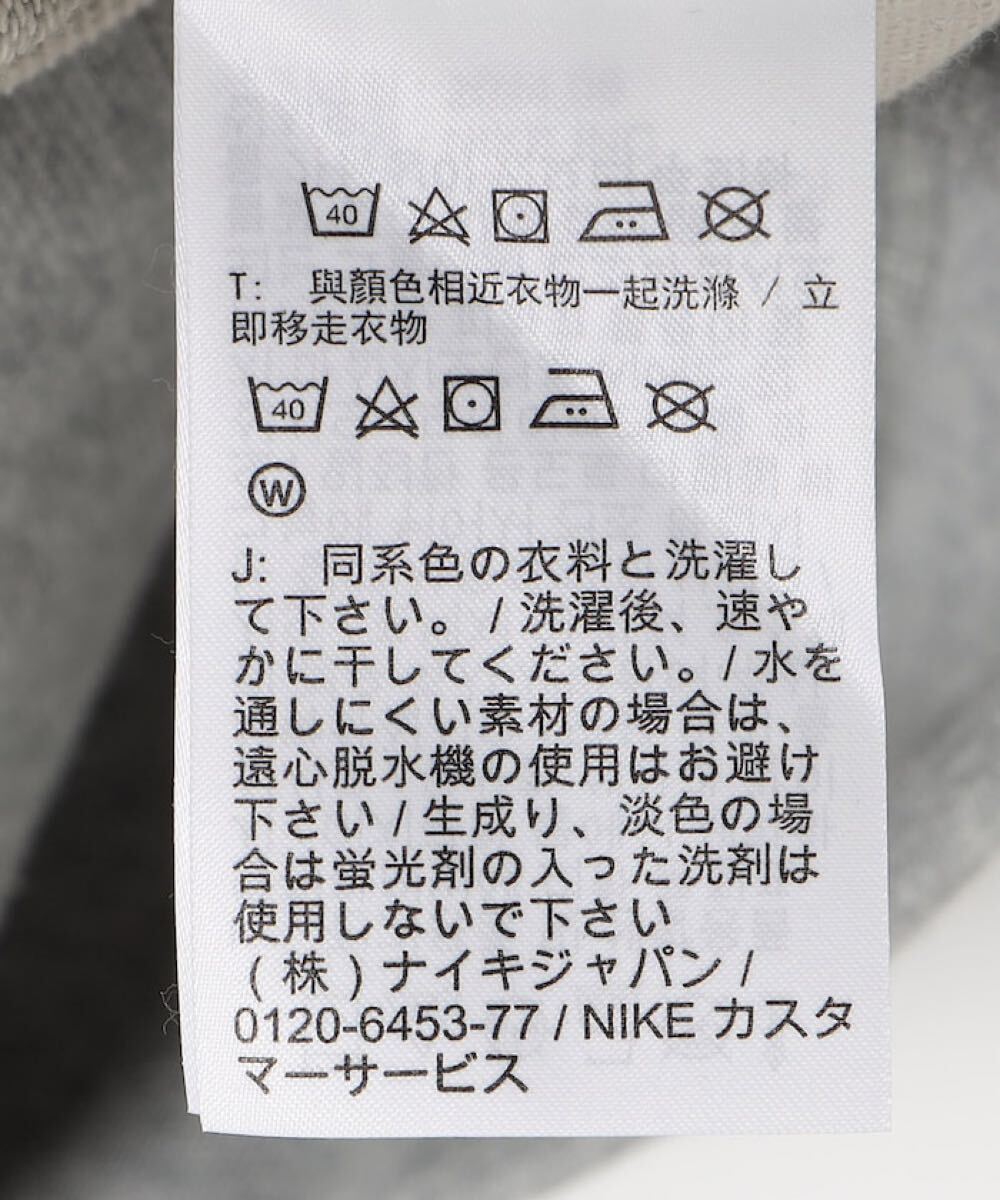 40
T: 與顏色相近衣物一起洗滌 / 立
即移走衣物
40
W
J: 同系色の衣料と洗濯し
て下さい。/ 洗濯後、速や
かに干してください。/ 水を
通しにくい素材の場合は、
遠心脱水機の使用はお避け
下さい / 生成り、淡色の場
合は蛍光剤の入った洗剤は
使用しないで下さい
(株) ナイキジャパン /
0120-6453-77 / NIKE カスタ
マーサービス